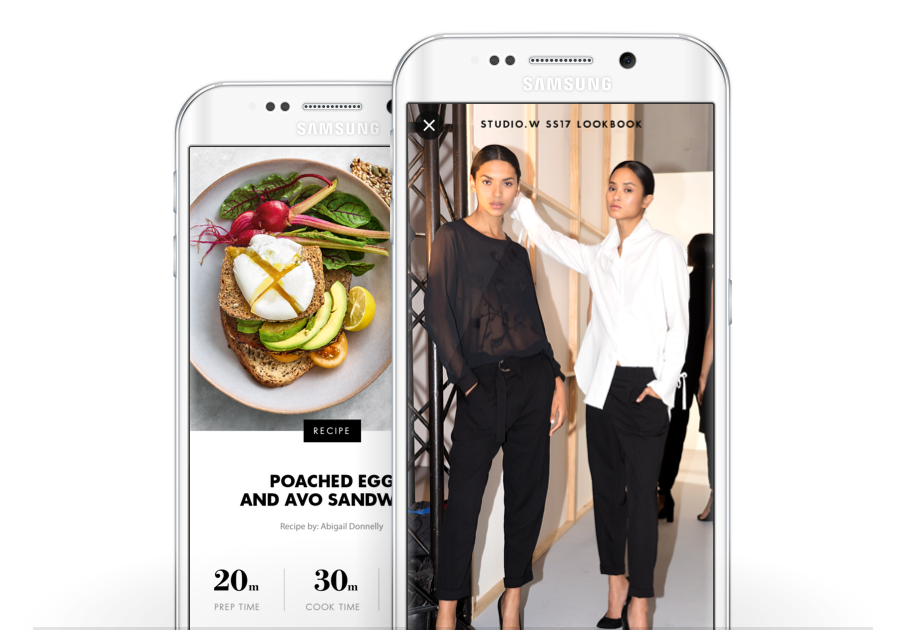 SAMSUNG
RECIPE
POACHED EGG
AND AVO SANDW
Recipe by: Abigail Donnelly
20m
PREP TIME
30m
COOK TIME
SAMSUNG
STUDIO.W SS17 LOOKBOOK